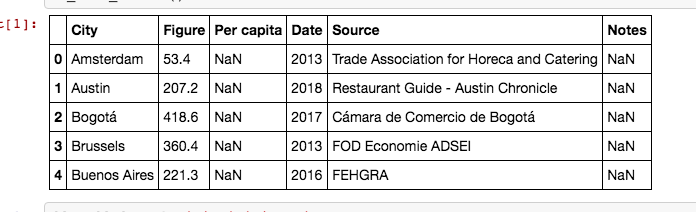 t[1]:
City Figure Per capita Date Source Notes
0 Amsterdam 53.4 NaN 2013 Trade Association for Horeca and Catering NaN
1 Austin 207.2 NaN 2018 Restaurant Guide - Austin Chronicle NaN
2 Bogotá 418.6 NaN 2017 Cámara de Comercio de Bogotá NaN
3 Brussels 360.4 NaN 2013 FOD Economie ADSEI NaN
4 Buenos Aires 221.3 NaN 2016 FEHGRA NaN